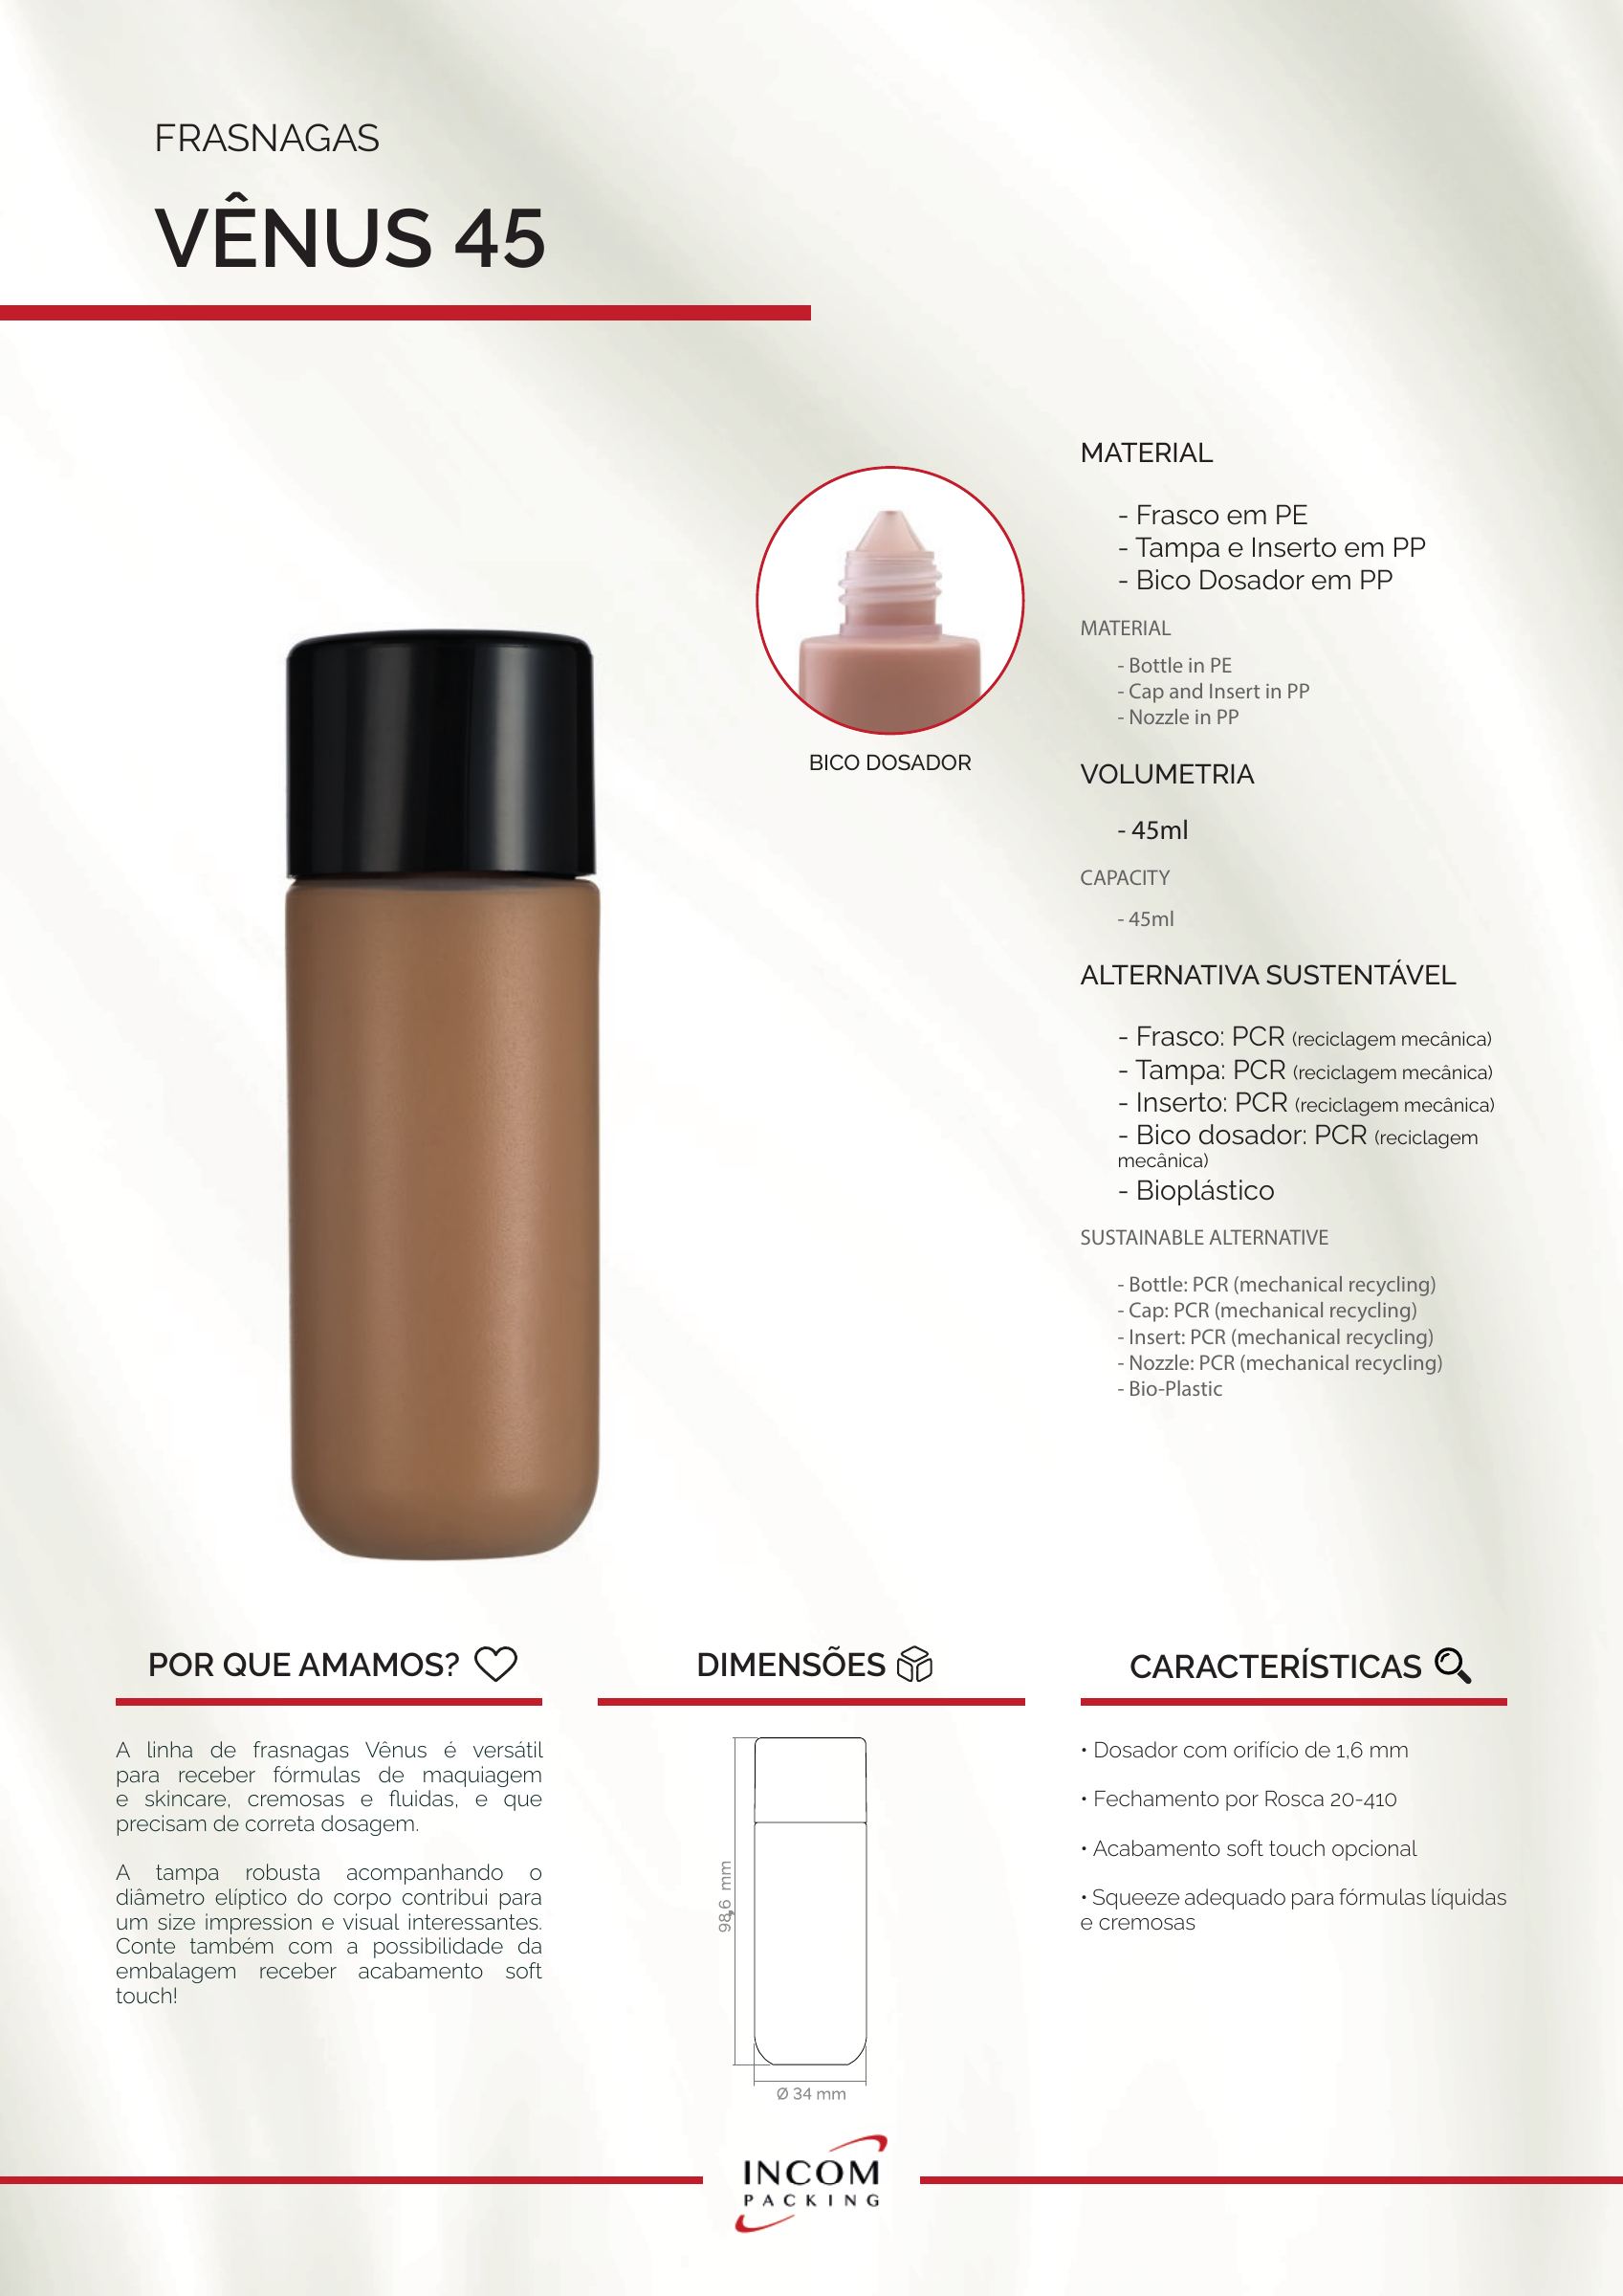 FRASNAGAS
VÊNUS 45
BICO DOSADOR
MATERIAL
- Frasco em PE
- Tampa e Inserto em PP
- Bico Dosador em PP
MATERIAL
- Bottle in PE
- Cap and Insert in PP
- Nozzle in PP
VOLUMETRIA
- 45ml
CAPACITY
- 45ml
ALTERNATIVA SUSTENTÁVEL
- Frasco: PCR (reciclagem mecânica)
- Tampa: PCR (reciclagem mecânica)
- Inserto: PCR (reciclagem mecânica)
- Bico dosador: PCR (reciclagem
mecânica)
- Bioplástico
SUSTAINABLE ALTERNATIVE
- Bottle: PCR (mechanical recycling)
- Cap: PCR (mechanical recycling)
- Insert: PCR (mechanical recycling)
- Nozzle: PCR (mechanical recycling)
- Bio-Plastic
POR QUE AMAMOS?
A linha de frasnagas Vênus é versátil
para receber fórmulas de maquiagem
e skincare, cremosas e fluidas, e que
precisam de correta dosagem.
A tampa robusta acompanhando o
diâmetro elíptico do corpo contribui para
um size impression e visual interessantes.
Conte também com a possibilidade da
embalagem receber acabamento soft
touch!
DIMENSÕES
98,6 mm
Ø 34 mm
CARACTERÍSTICAS
• Dosador com orifício de 1,6 mm
• Fechamento por Rosca 20-410
• Acabamento soft touch opcional
• Squeeze adequado para fórmulas líquidas
e cremosas
INCOM
PACKING